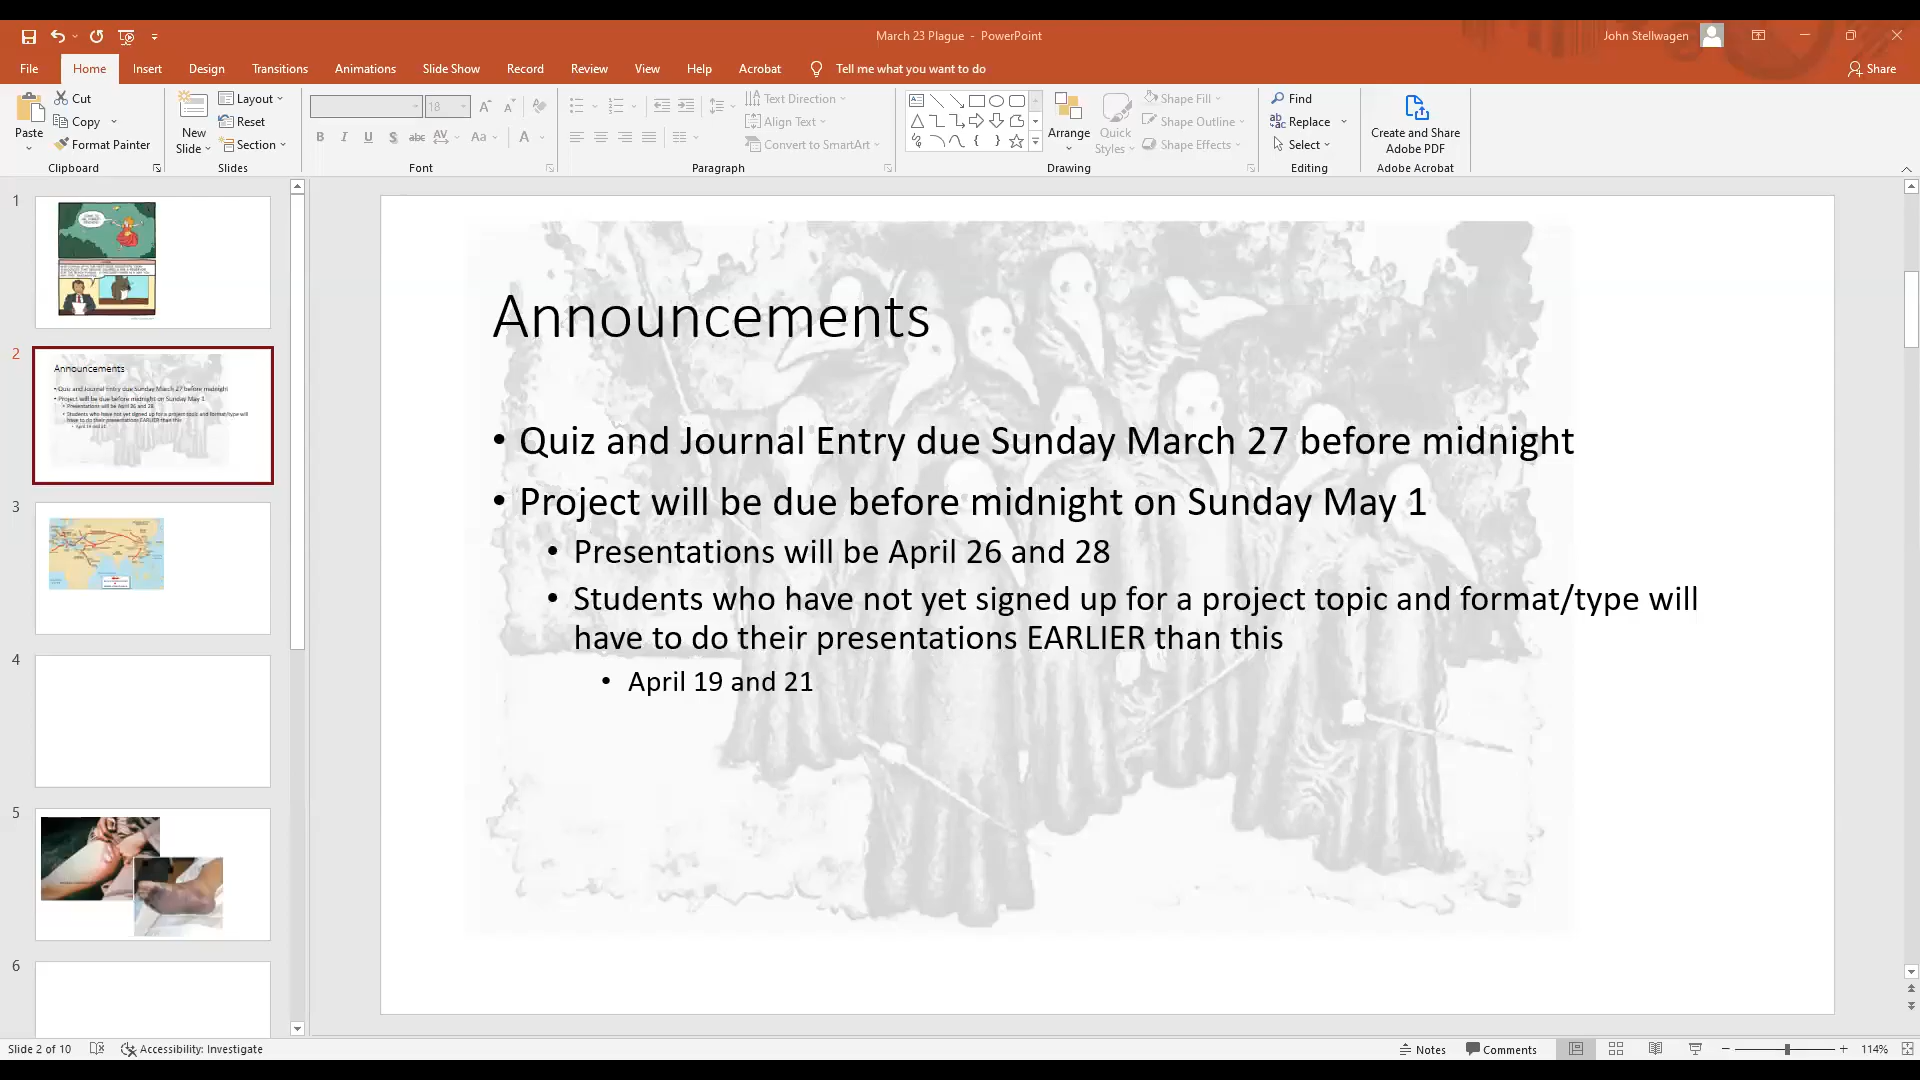 March 23 Plague - PowerPoint
John Stellwagen
File Home Insert Design Transitions Animations Slide Show Record Review View Help Acrobat Tell me what you want to do Share
Paste
Cut
Copy
Format Painter
Clipboard
New Slide
Layout
Reset
Section
Slides
18
Font
Text Direction
Align Text
Convert to SmartArt
Paragraph
Arrange
Quick Styles
Shape Fill
Shape Outline
Shape Effects
Drawing
Find
Replace
Select
Editing
Create and Share Adobe PDF
Adobe Acrobat
1
2
Announcements
• Quiz and Journal Entry due Sunday March 27 before midnight
• Project will be due before midnight on Sunday May 1
• Presentations will be April 26 and 28
• Students who have not yet signed up for a project topic and format/type will
have to do their presentations EARLIER than this
• April 19 and 21
3
4
5
6
Announcements
• Quiz and Journal Entry due Sunday March 27 before midnight
• Project will be due before midnight on Sunday May 1
• Presentations will be April 26 and 28
• Students who have not yet signed up for a project topic and format/type will
have to do their presentations EARLIER than this
• April 19 and 21
Slide 2 of 10 Accessibility: Investigate Notes Comments 114%